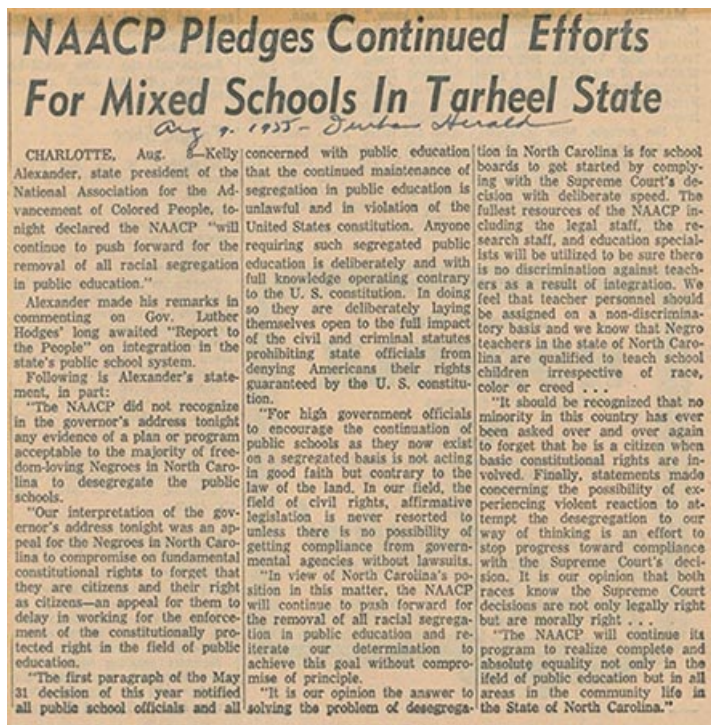 NAACP Pledges Continued Efforts
For Mixed Schools In Tarheel State
Aug 9. 1955 - Durham Herald
CHARLOTTE, Aug. 8—Kelly
Alexander, state president of the
National Association for the Ad-
vancement of Colored People, to-
night declared the NAACP "will
continue to push forward for the
removal of all racial segregation
in public education."
Alexander made his remarks in
commenting on Gov. Luther
Hodges' long awaited "Report to
the People" on integration in the
state's public school system.
Following is Alexander's state-
ment, in part:
"The NAACP did not recognize
in the governor's address tonight
any evidence of a plan or program
acceptable to the majority of free-
dom-loving Negroes in North Caro-
lina to desegregate the public
schools.
"Our interpretation of the gov-
ernor's address tonight was an ap-
peal for the Negroes in North Caro-
lina to compromise on fundamental
constitutional rights to forget that
they are citizens and their right
as citizens—an appeal for them to
delay in working for the enforce-
ment of the constitutionally pro-
tected right in the field of public
education.
"The first paragraph of the May
31 decision of this year notified
all public school officials and all
concerned with public education
that the continued maintenance of
segregation in public education is
unlawful and in violation of the
United States constitution. Anyone
requiring such segregated public
education is deliberately and with
full knowledge operating contrary
to the U. S. constitution. In doing
so they are deliberately laying
themselves open to the full impact
of the civil and criminal statutes
prohibiting state officials from
denying Americans their rights
guaranteed by the U. S. constitu-
tion.
"For high government officials
to encourage the continuation of
public schools as they now exist
on a segregated basis is not acting
in good faith but contrary to the
law of the land. In our field, the
field of civil rights, affirmative
legislation is never resorted to
unless there is no possibility of
getting compliance from govern-
mental agencies without lawsuits.
"In view of North Carolina's po-
sition in this matter, the NAACP
will continue to push forward for
the removal of all racial segrega-
tion in public education and re-
iterate our determination to
achieve this goal without compro-
mise of principle.
"It is our opinion the answer to
solving the problem of desegrega-
tion in North Carolina is for school
boards to get started by comply-
ing with the Supreme Court's de-
cision with deliberate speed. The
fullest resources of the NAACP in-
cluding the legal staff, the re-
search staff, and education special-
ists will be utilized to be sure there
is no discrimination against teach-
ers as a result of integration. We
feel that teacher personnel should
be assigned on a non-discrimina-
tory basis and we know that Negro
teachers in the state of North Caro-
lina are qualified to teach school
children irrespective of race,
color or creed . . .
"It should be recognized that no
minority in this country has ever
been asked over and over again
to forget that he is a citizen when
basic constitutional rights are in-
volved. Finally, statements made
concerning the possibility of ex-
periencing violent reaction to at-
tempt the desegregation to our
way of thinking is an effort to
stop progress toward compliance
with the Supreme Court's deci-
sion. It is our opinion that both
races know the Supreme Court
decisions are not only legally right
but are morally right . . .
"The NAACP will continue its
program to realize complete and
absolute equality not only in the
ifeld of public education but in all
areas in the community life in
the State of North Carolina."